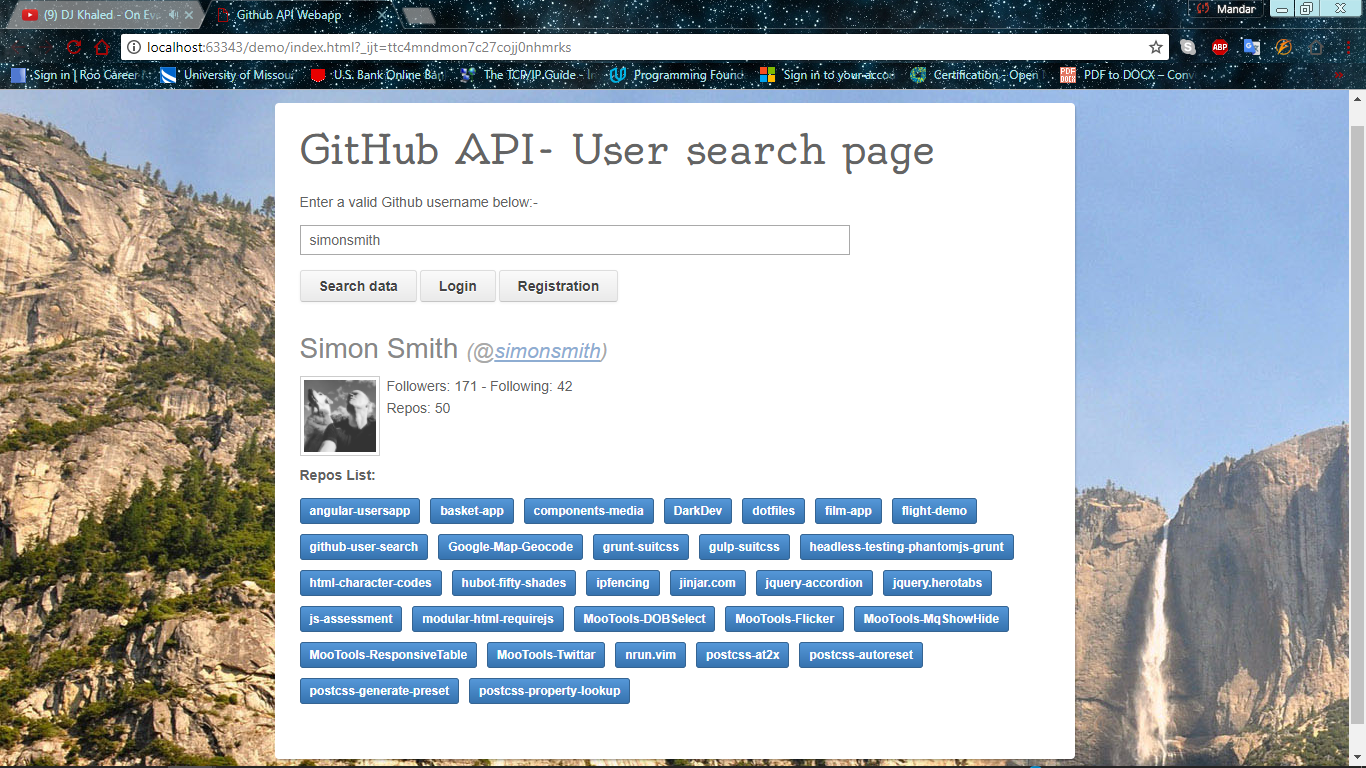 (9) DJ Khaled - On Ev
Github API Webapp
Mandar
localhost:63343/demo/index.html?_ijt=ttc4mndmon7c27cojj0nhmrks
Sign in | Roo Career
University of Missou
U.S. Bank Online Ban
The TCP/IP Guide - In
Programming Found
Sign in to your acco
Certification - Open
PDF to DOCX – Con
ABP
PDF
DOCX
GitHub API- User search page
Enter a valid Github username below:-
simonsmith
Search data Login Registration
Simon Smith (@simonsmith)
Followers: 171 - Following: 42
Repos: 50
Repos List:
angular-usersapp basket-app components-media DarkDev dotfiles film-app flight-demo
github-user-search Google-Map-Geocode grunt-suitcss gulp-suitcss headless-testing-phantomjs-grunt
html-character-codes hubot-fifty-shades ipfencing jinjar.com jquery-accordion jquery.herotabs
js-assessment modular-html-requirejs MooTools-DOBSelect MooTools-Flicker MooTools-MqShowHide
MooTools-ResponsiveTable MooTools-Twittar nrun.vim postcss-at2x postcss-autoreset
postcss-generate-preset postcss-property-lookup